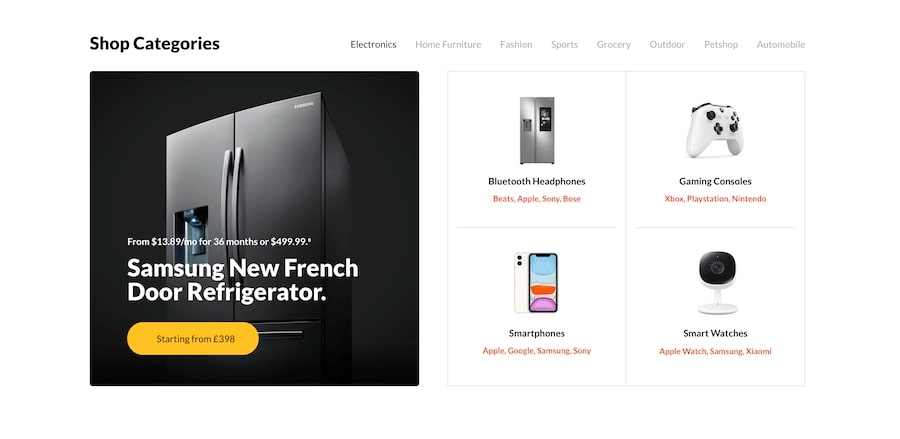 Shop Categories
Electronics Home Furniture Fashion Sports Grocery Outdoor Petshop Automobile
SAMSUNG
From $13.89/mo for 36 months or $499.99.⁸
Samsung New French
Door Refrigerator.
Starting from £398
Bluetooth Headphones
Beats, Apple, Sony, Bose
Gaming Consoles
Xbox, Playstation, Nintendo
Smartphones
Apple, Google, Samsung, Sony
Smart Watches
Apple Watch, Samsung, Xiaomi